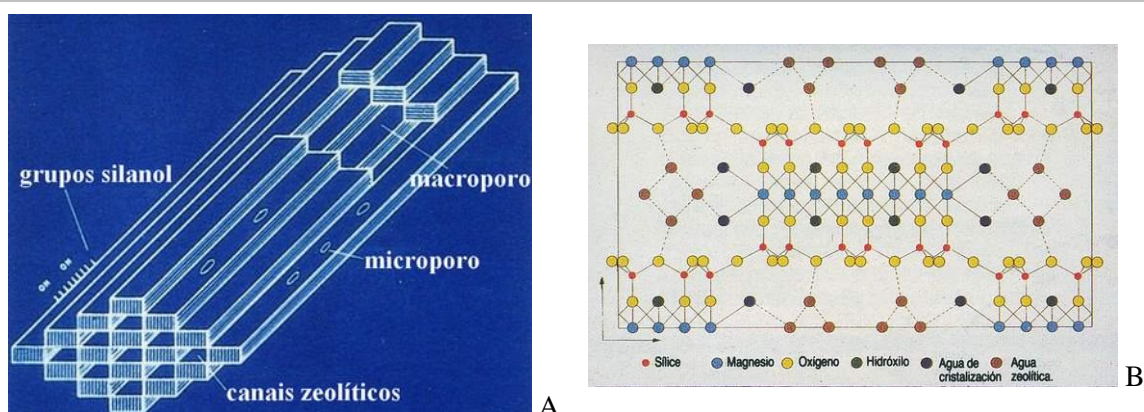 grupos silanol
macroporo
microporo
canais zeolíticos
A
Sílice
Magnesio
Oxígeno
Hidróxilo
Agua de
cristalización
Agua
zeolítica.
B